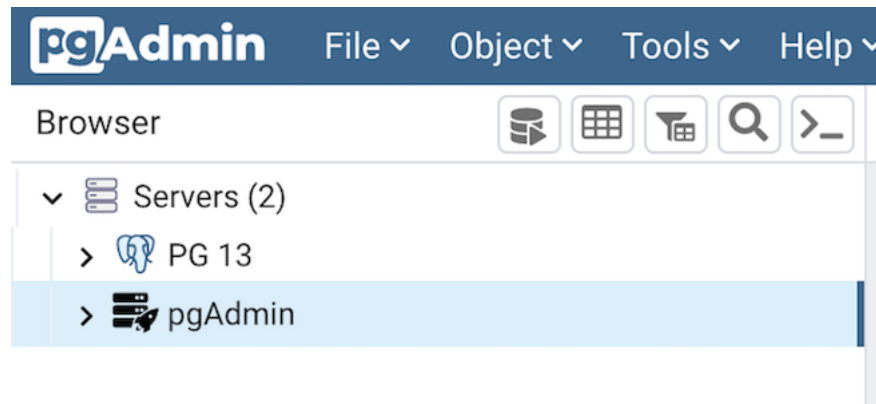 pgAdmin File Object Tools Help
Browser
Servers (2)
PG 13
pgAdmin